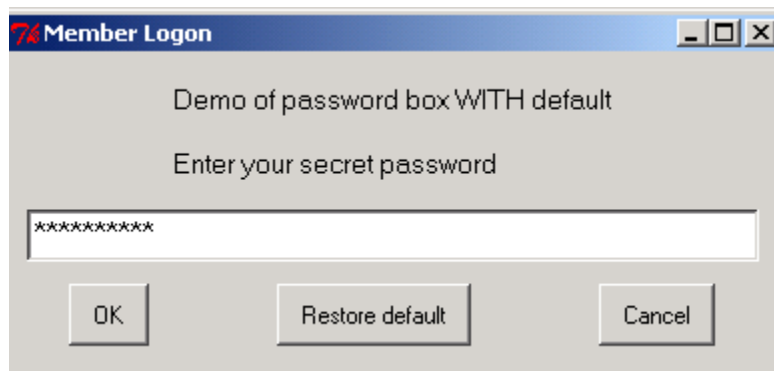 Member Logon
Demo of password box WITH default
Enter your secret password
**********
OK Restore default Cancel